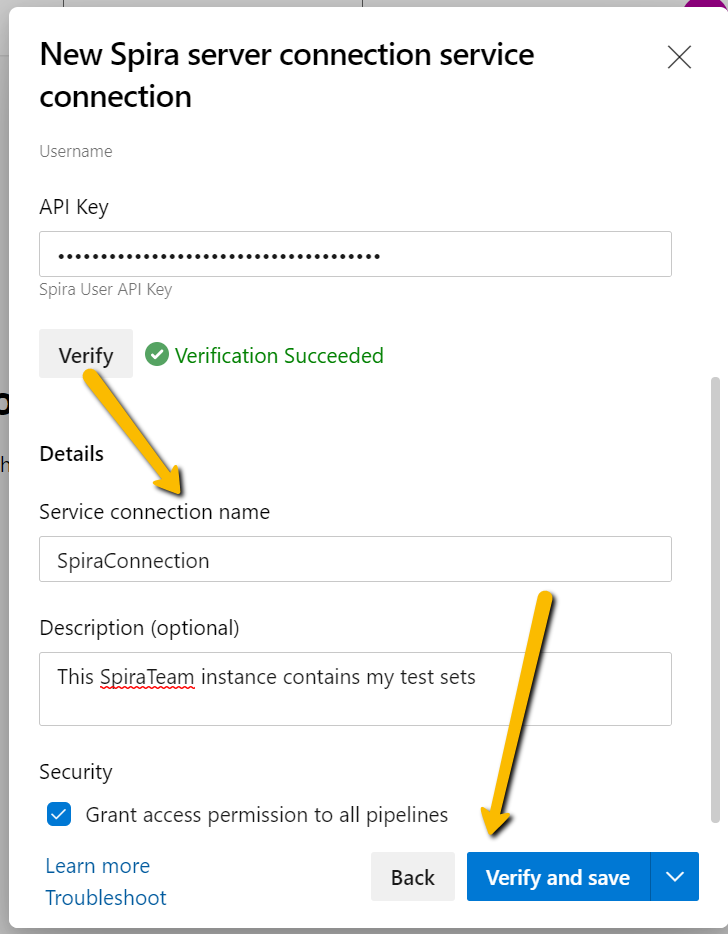 New Spira server connection service
connection
Username
API Key
••••••••••••••••••••••••••••••••••••••
Spira User API Key
Verify
Verification Succeeded
Details
Service connection name
SpiraConnection
Description (optional)
This SpiraTeam instance contains my test sets
Security
Grant access permission to all pipelines
Learn more
Troubleshoot
Back
Verify and save